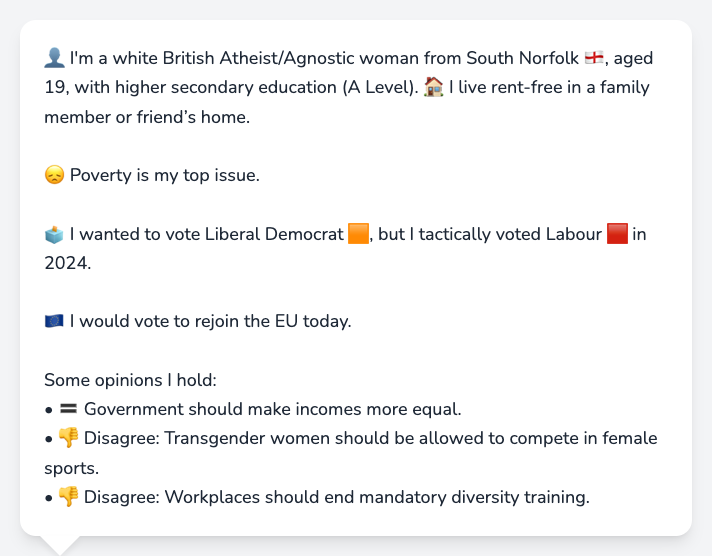 👤 I'm a white British Atheist/Agnostic woman from South Norfolk 🏴󠁧󠁢󠁥󠁮󠁧󠁿, aged
19, with higher secondary education (A Level). 🏠 I live rent-free in a family
member or friend’s home.
😞 Poverty is my top issue.
🗳️ I wanted to vote Liberal Democrat 🟧, but I tactically voted Labour 🟥 in
2024.
🇪🇺 I would vote to rejoin the EU today.
Some opinions I hold:
• 🟰 Government should make incomes more equal.
• 👎 Disagree: Transgender women should be allowed to compete in female
sports.
• 👎 Disagree: Workplaces should end mandatory diversity training.